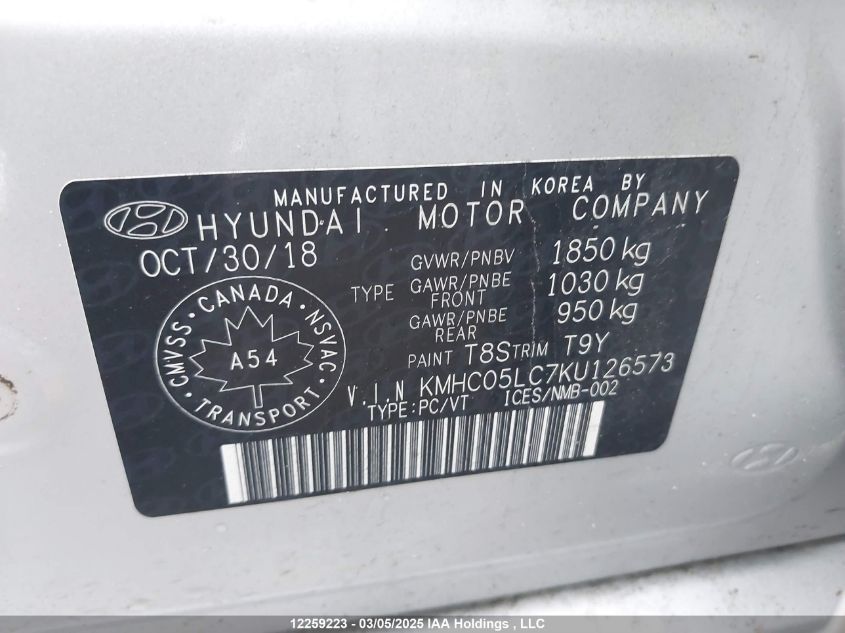 MANUFACTURED IN KOREA BY
HYUNDAI MOTOR COMPANY
OCT/30/18
GVWR/PNBV 1850 kg
TYPE GAWR/PNBE FRONT 1030 kg
GAWR/PNBE REAR 950 kg
PAINT T8S TRIM T9Y
CMVSS · CANADA · NSVAC · TRANSPORT ·
A54
V.I.N KMHC05LC7KU126573
TYPE:PC/VT ICES/NMB-002
12259223 - 03/05/2025 IAA Holdings , LLC